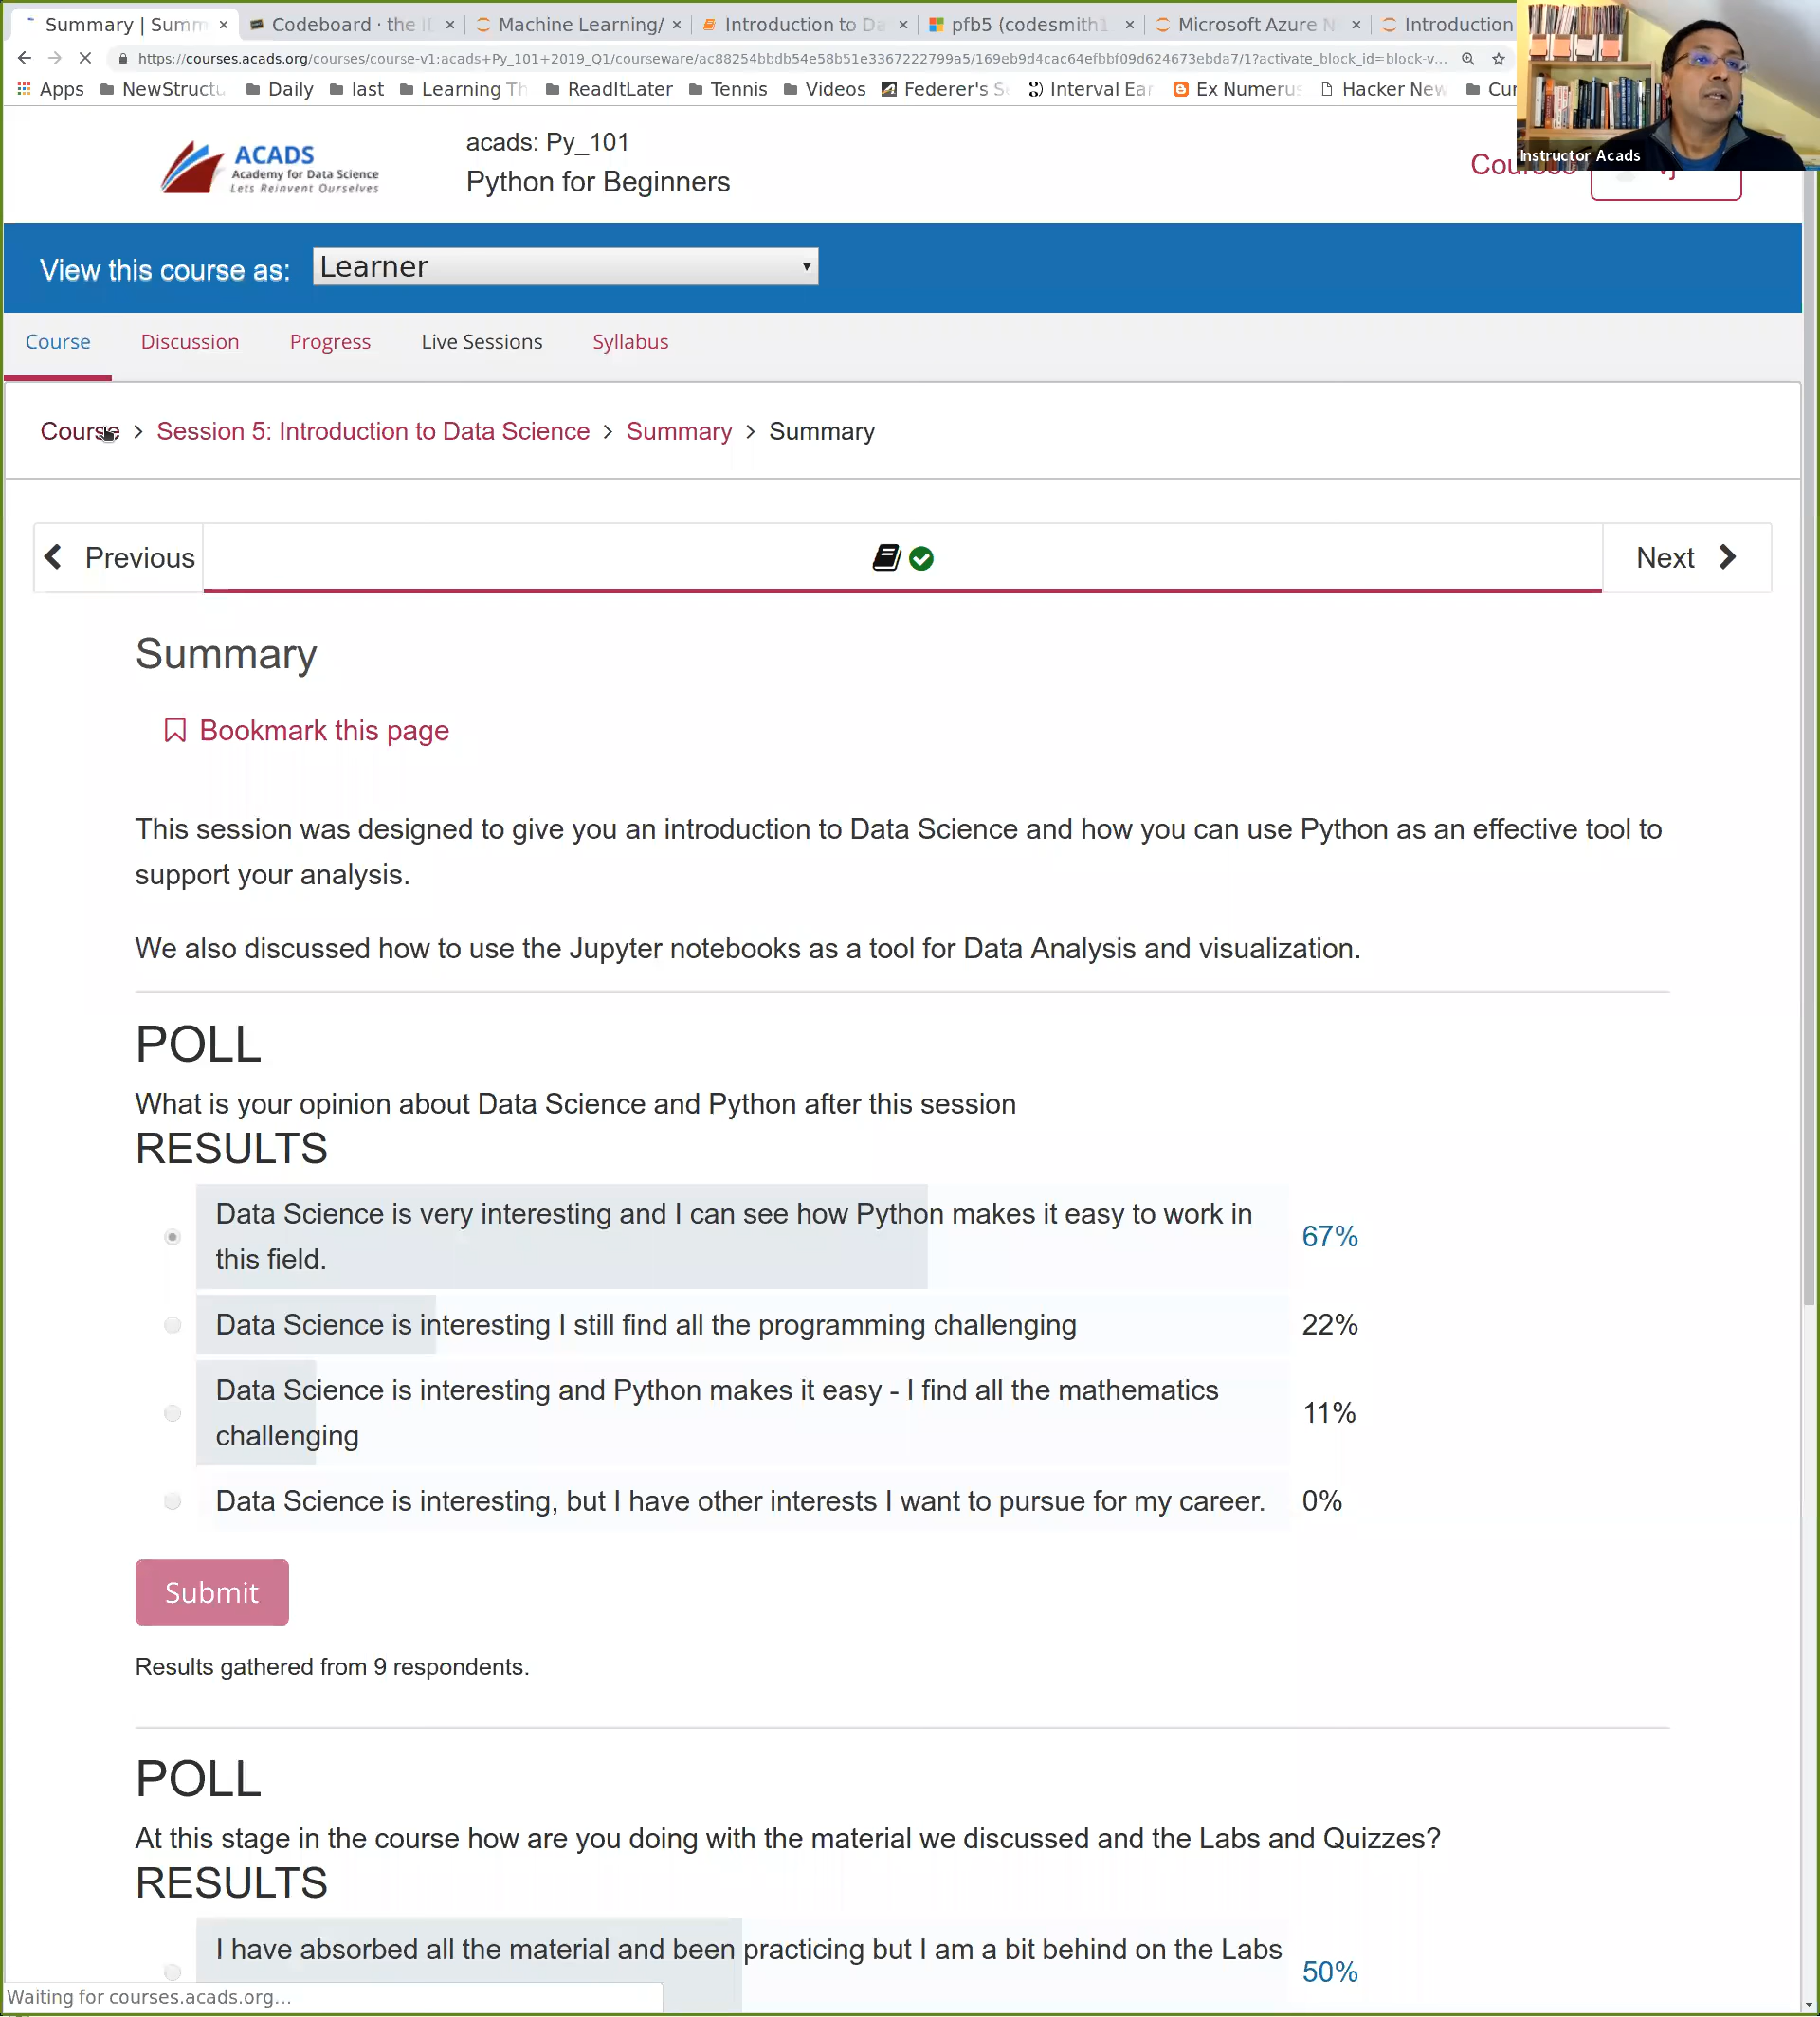 Summary | Summ
Codeboard · the I
Machine Learning/
Introduction to Da
pfb5 (codesmith1
Microsoft Azure N
Introduction
https://courses.acads.org/courses/course-v1:acads+Py_101+2019_Q1/courseware/ac88254bbdb54e58b51e3367222799a5/169eb9d4cac64efbbf09d624673ebda7/1?activate_block_id=block-v...
Apps NewStructu Daily last Learning Th ReadItLater Tennis Videos Federer's S Interval Ear Ex Numerus Hacker New Cur
Instructor Acads
ACADS
Academy for Data Science
Lets Reinvent Ourselves
acads: Py_101
Python for Beginners
Courses
View this course as: Learner
Course Discussion Progress Live Sessions Syllabus
Course > Session 5: Introduction to Data Science > Summary > Summary
Previous
Next
Summary
Bookmark this page
This session was designed to give you an introduction to Data Science and how you can use Python as an effective tool to
support your analysis.
We also discussed how to use the Jupyter notebooks as a tool for Data Analysis and visualization.
POLL
What is your opinion about Data Science and Python after this session
RESULTS
Data Science is very interesting and I can see how Python makes it easy to work in
this field.
67%
Data Science is interesting I still find all the programming challenging
22%
Data Science is interesting and Python makes it easy - I find all the mathematics
challenging
11%
Data Science is interesting, but I have other interests I want to pursue for my career.
0%
Submit
Results gathered from 9 respondents.
POLL
At this stage in the course how are you doing with the material we discussed and the Labs and Quizzes?
RESULTS
I have absorbed all the material and been practicing but I am a bit behind on the Labs
50%
Waiting for courses.acads.org...